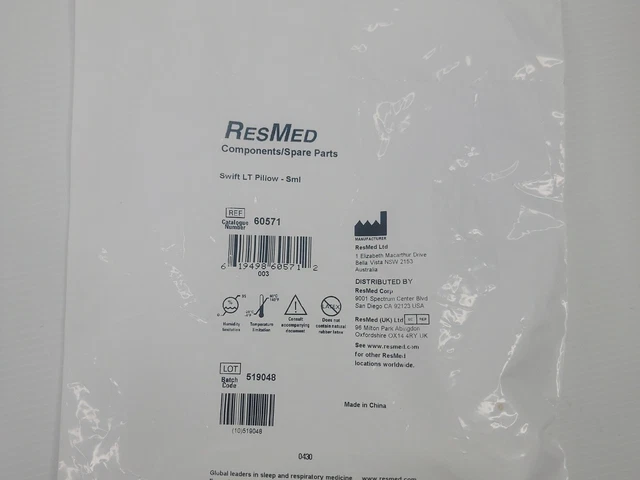 RESMED
Components/Spare Parts
Swift LT Pillow - Sml
REF
Catalogue
Number
60571
6 19498 60571 2
003
MANUFACTURER
ResMed Ltd
1 Elizabeth Macarthur Drive
Bella Vista NSW 2153
Australia
DISTRIBUTED BY
ResMed Corp
9001 Spectrum Center Blvd
San Diego CA 92123 USA
ResMed (UK) Ltd
96 Milton Park Abingdon
Oxfordshire OX14 4RY UK
See www.resmed.com
for other ResMed
locations worldwide.
Humidity
limitation
Temperature
limitation
Consult
accompanying
document
LATEX
Does not
contain natural
rubber latex
LOT
Batch
Code
519048
(10)519048
Made in China
0430
Global leaders in sleep and respiratory medicine www.resmed.com